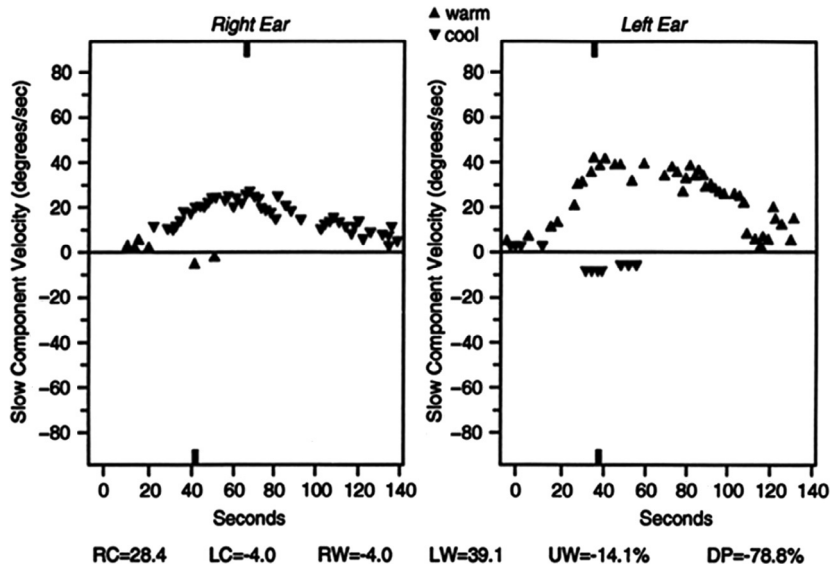 Right Ear
▲ warm
▼ cool
Left Ear
Slow Component Velocity (degrees/sec)
80
60
40
20
0
−20
−40
−60
−80
0 20 40 60 80 100 120 140
Seconds
Slow Component Velocity (degrees/sec)
80
60
40
20
0
−20
−40
−60
−80
0 20 40 60 80 100 120 140
Seconds
RC=28.4 LC=-4.0 RW=-4.0 LW=39.1 UW=-14.1% DP=-78.8%